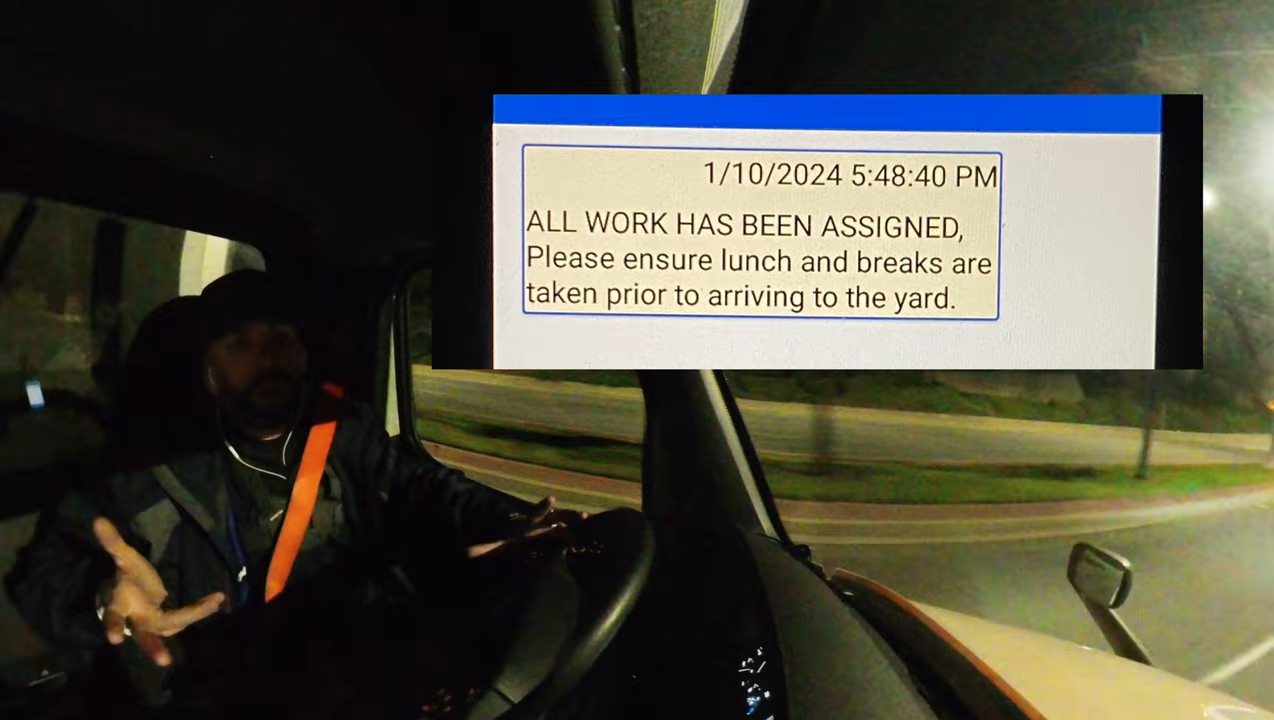 1/10/2024 5:48:40 PM
ALL WORK HAS BEEN ASSIGNED,
Please ensure lunch and breaks are
taken prior to arriving to the yard.